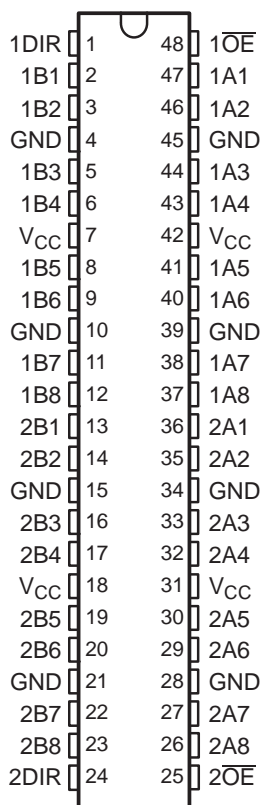 1DIR 1 48 1O̅E̅
1B1 2 47 1A1
1B2 3 46 1A2
GND 4 45 GND
1B3 5 44 1A3
1B4 6 43 1A4
VCC 7 42 VCC
1B5 8 41 1A5
1B6 9 40 1A6
GND 10 39 GND
1B7 11 38 1A7
1B8 12 37 1A8
2B1 13 36 2A1
2B2 14 35 2A2
GND 15 34 GND
2B3 16 33 2A3
2B4 17 32 2A4
VCC 18 31 VCC
2B5 19 30 2A5
2B6 20 29 2A6
GND 21 28 GND
2B7 22 27 2A7
2B8 23 26 2A8
2DIR 24 25 2O̅E̅